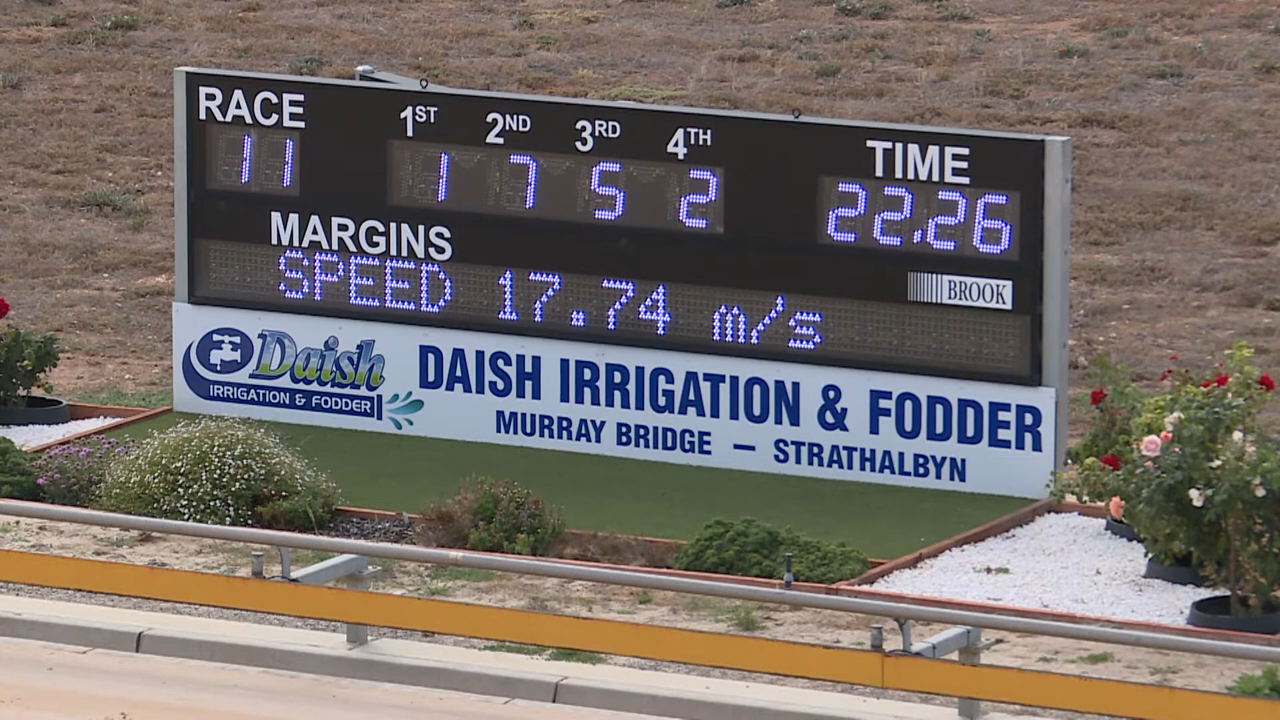 RACE 1ST 2ND 3RD 4TH TIME
11 1 7 5 2 22.26
MARGINS
SPEED 17.74 m/s
BROOK
Daish
IRRIGATION & FODDER
DAISH IRRIGATION & FODDER
MURRAY BRIDGE – STRATHALBYN